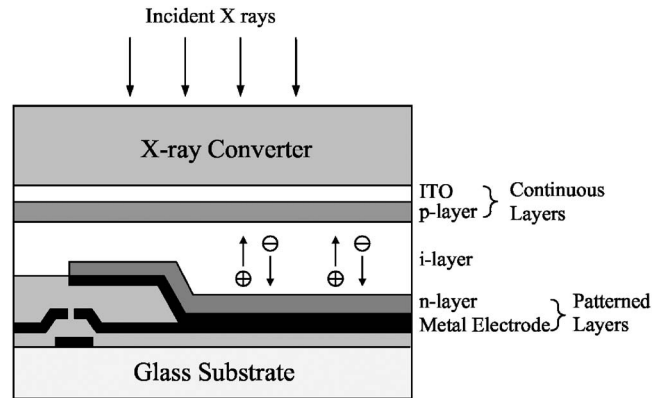 Incident X rays
X-ray Converter
ITO
p-layer
Continuous
Layers
i-layer
n-layer
Metal Electrode
Patterned
Layers
Glass Substrate